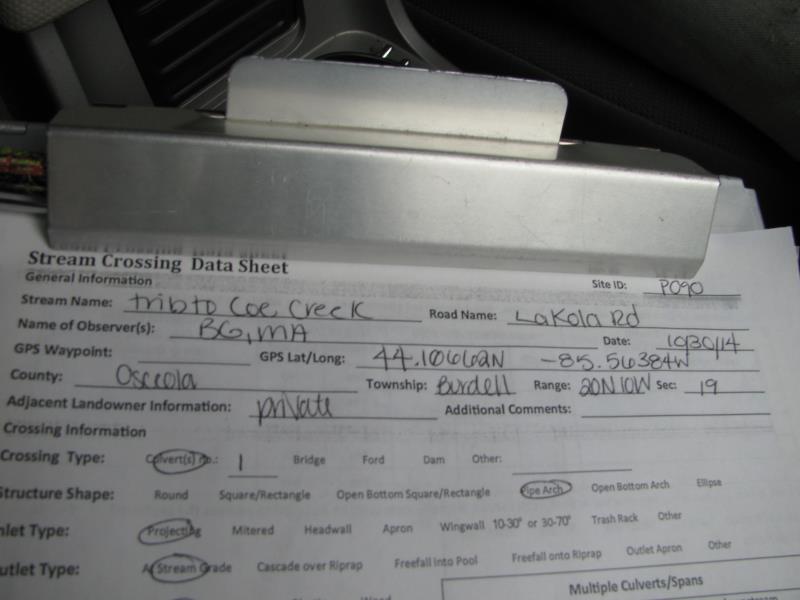 Stream Crossing Data Sheet
General Information Site ID: P090
Stream Name: trib to Coe Creek Road Name: LaKola Rd
Name of Observer(s): BG, MA Date: 10/30/14
GPS Waypoint: GPS Lat/Long: 44.10662N -85.56384W
County: Osceola Township: Burdell Range: 20N10W Sec: 19
Adjacent Landowner Information: private Additional Comments:
Crossing Information
Crossing Type: Culvert(s) no.: 1 Bridge Ford Dam Other:
Structure Shape: Round Square/Rectangle Open Bottom Square/Rectangle Pipe Arch Open Bottom Arch Ellipse
nlet Type: Projecting Mitered Headwall Apron Wingwall 10-30° or 30-70° Trash Rack Other
utlet Type: At Stream Grade Cascade over Riprap Freefall Into Pool Freefall onto Riprap Outlet Apron Other
Multiple Culverts/Spans